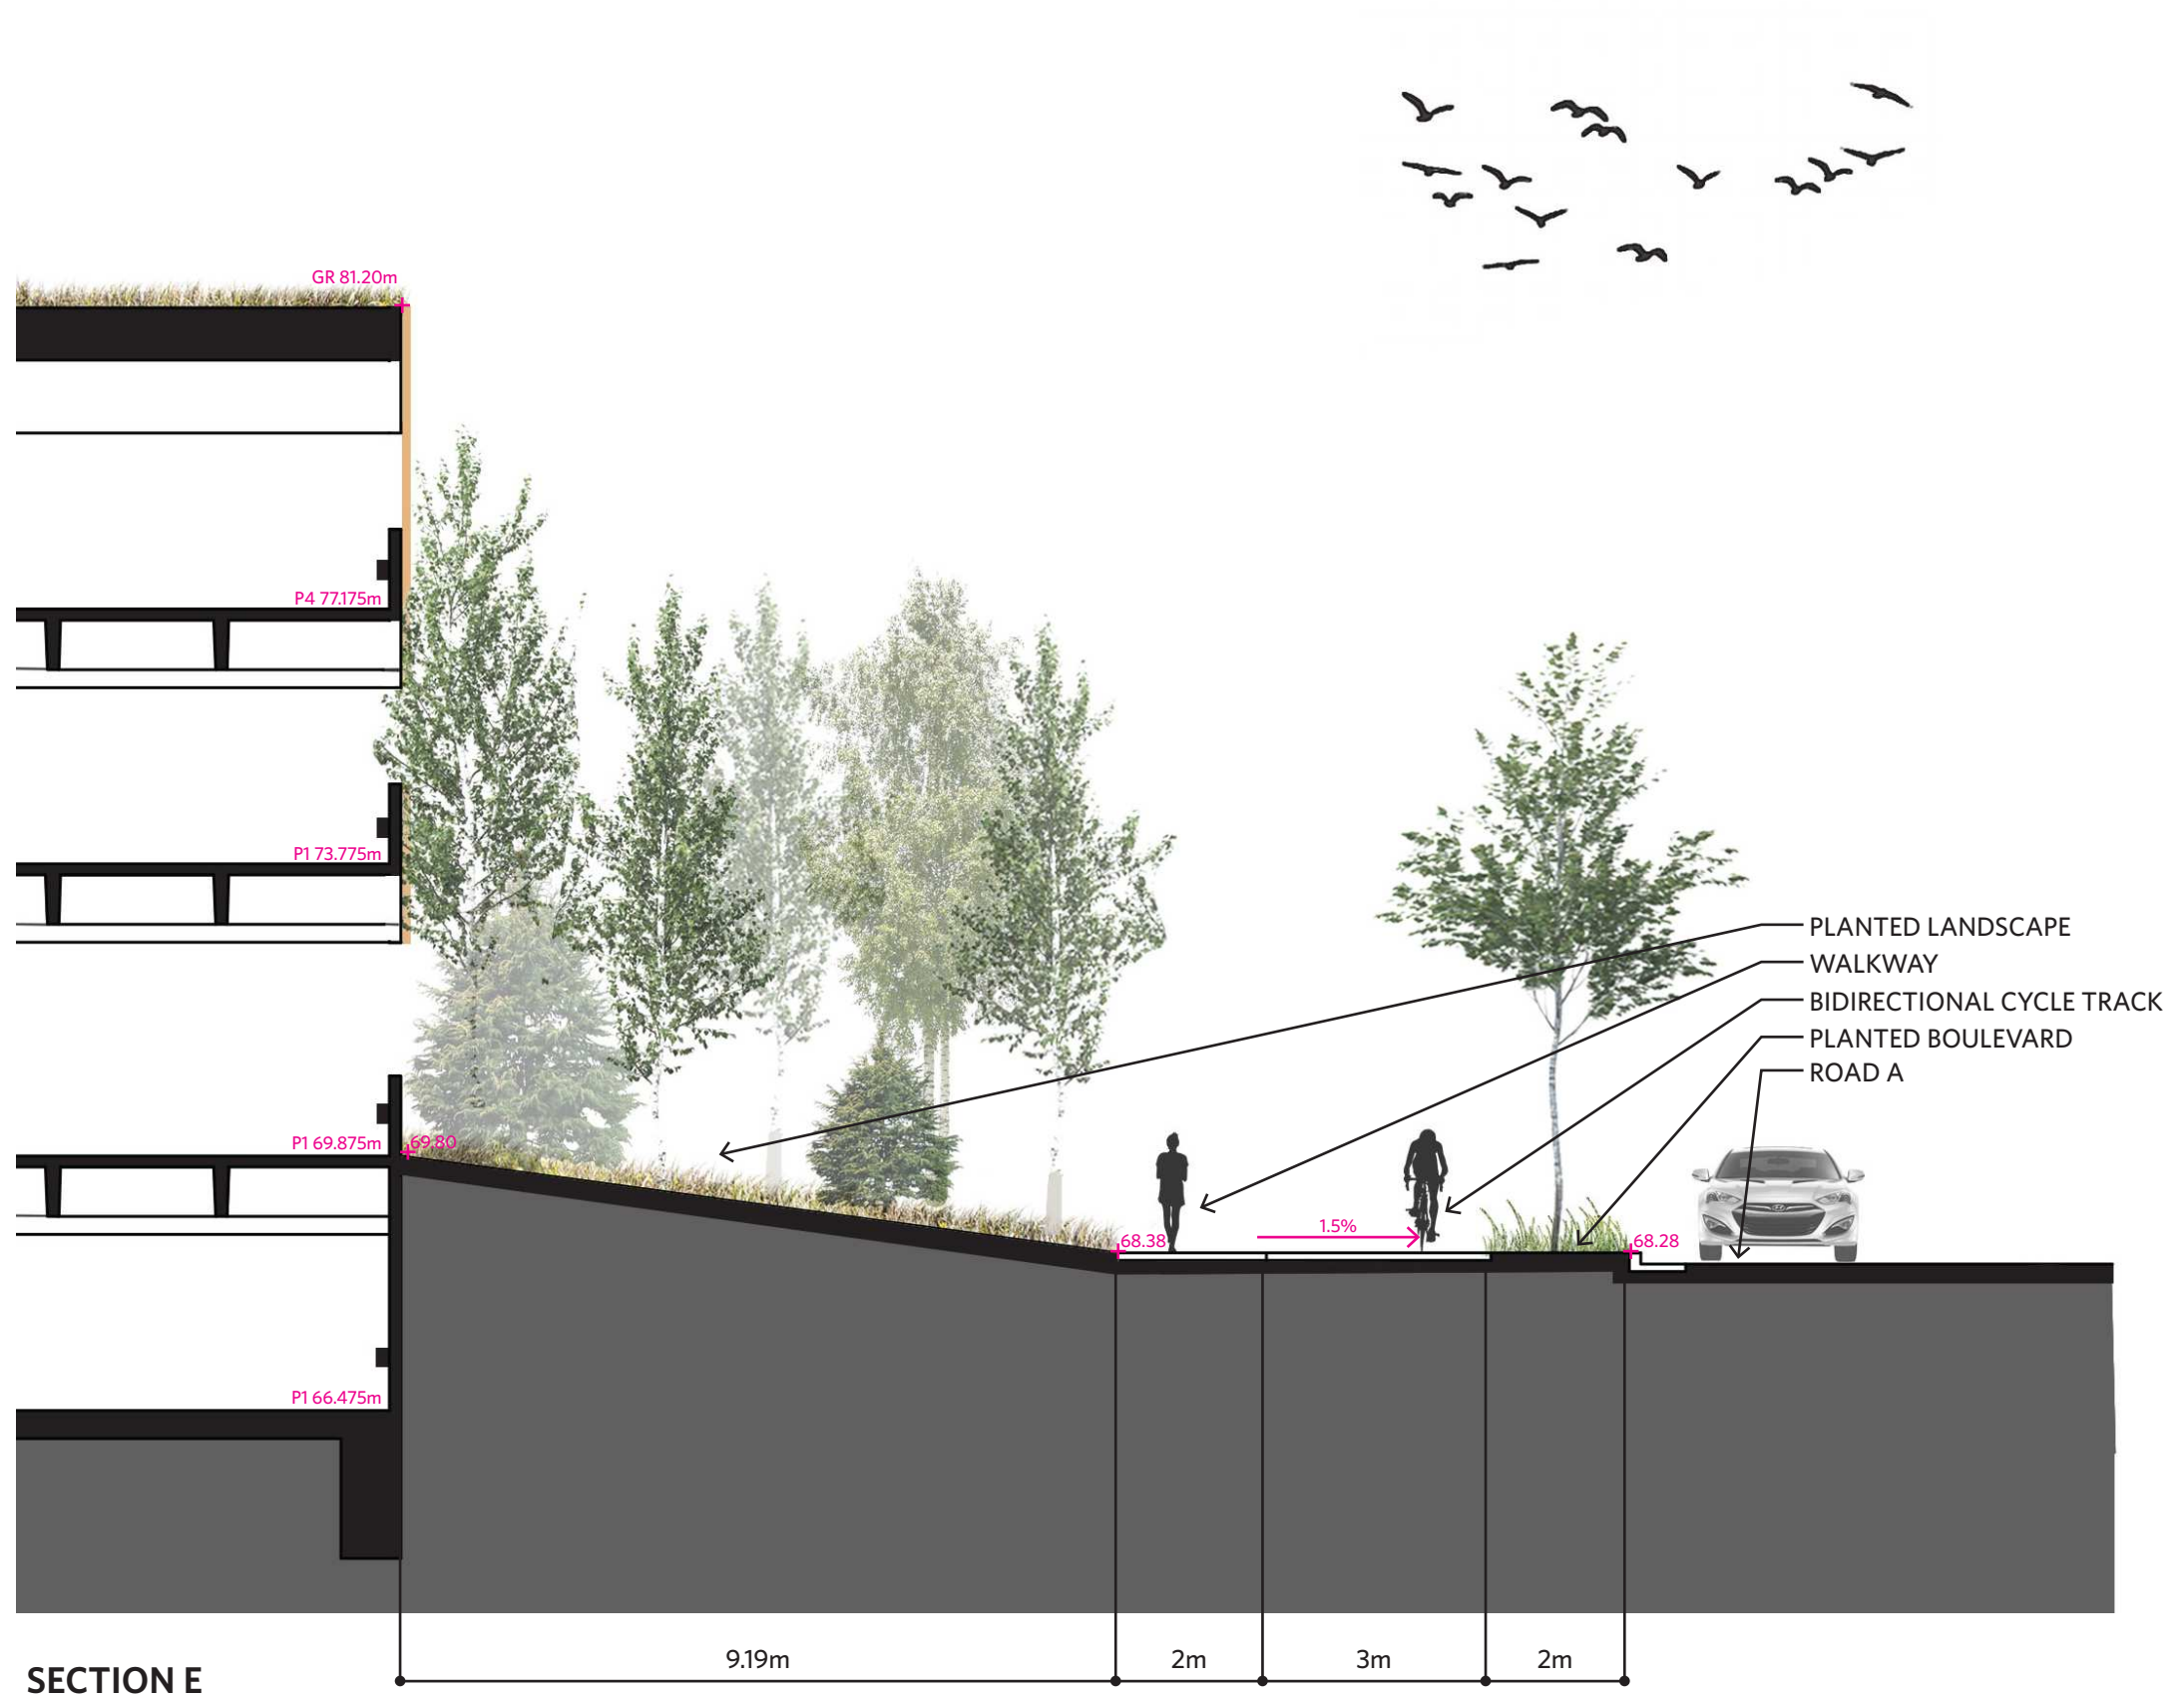 GR 81.20m
P4 77.175m
P1 73.775m
PLANTED LANDSCAPE
WALKWAY
BIDIRECTIONAL CYCLE TRACK
PLANTED BOULEVARD
ROAD A
P1 69.875m
69.80
1.5%
68.38
68.28
P1 66.475m
9.19m
2m
3m
2m
SECTION E